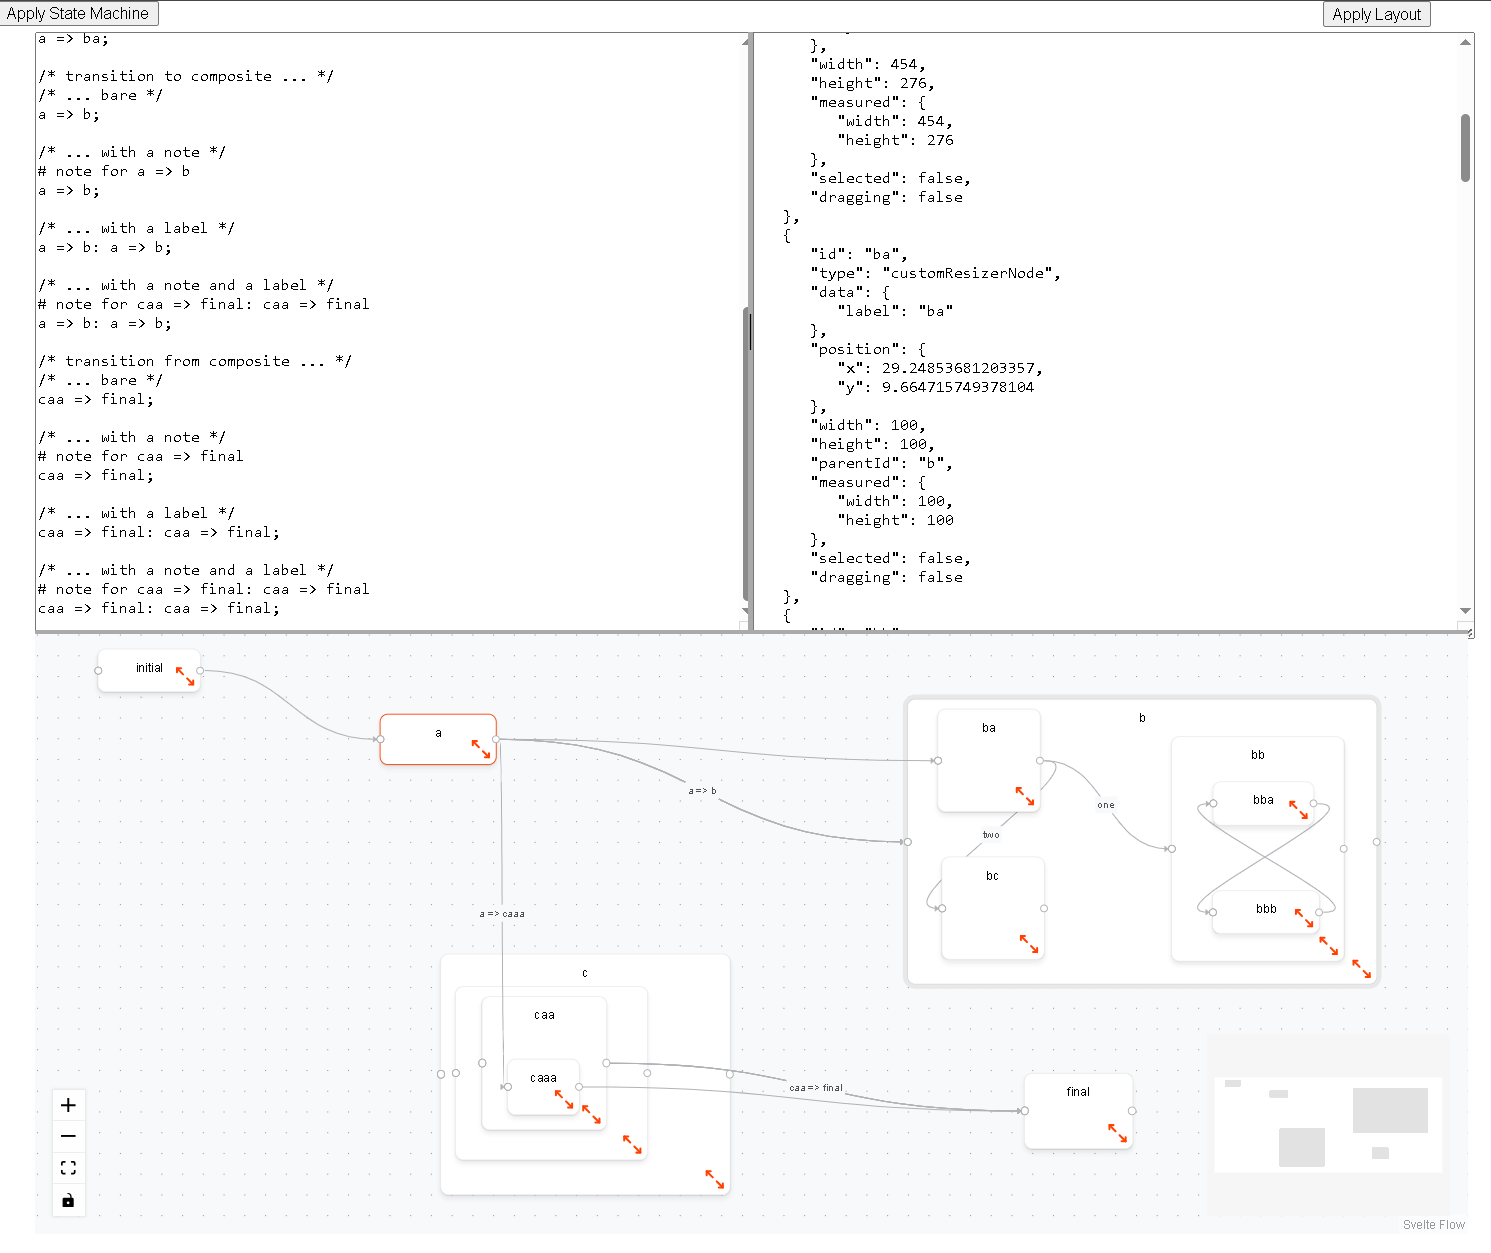 Apply State Machine
Apply Layout
a => ba;
/* transition to composite ... */
/* ... bare */
a => b;
/* ... with a note */
# note for a => b
a => b;
/* ... with a label */
a => b: a => b;
/* ... with a note and a label */
# note for caa => final: caa => final
a => b: a => b;
/* transition from composite ... */
/* ... bare */
caa => final;
/* ... with a note */
# note for caa => final
caa => final;
/* ... with a label */
caa => final: caa => final;
/* ... with a note and a label */
# note for caa => final: caa => final
caa => final: caa => final;
},
"width": 454,
"height": 276,
"measured": {
"width": 454,
"height": 276
},
"selected": false,
"dragging": false
},
{
"id": "ba",
"type": "customResizerNode",
"data": {
"label": "ba"
},
"position": {
"x": 29.24853681203357,
"y": 9.664715749378104
},
"width": 100,
"height": 100,
"parentId": "b",
"measured": {
"width": 100,
"height": 100
},
"selected": false,
"dragging": false
},
{
initial
a
b
ba
bb
bba
a => b
one
two
bc
bbb
a => caaa
c
caa
caaa
caa => final
final
Svelte Flow